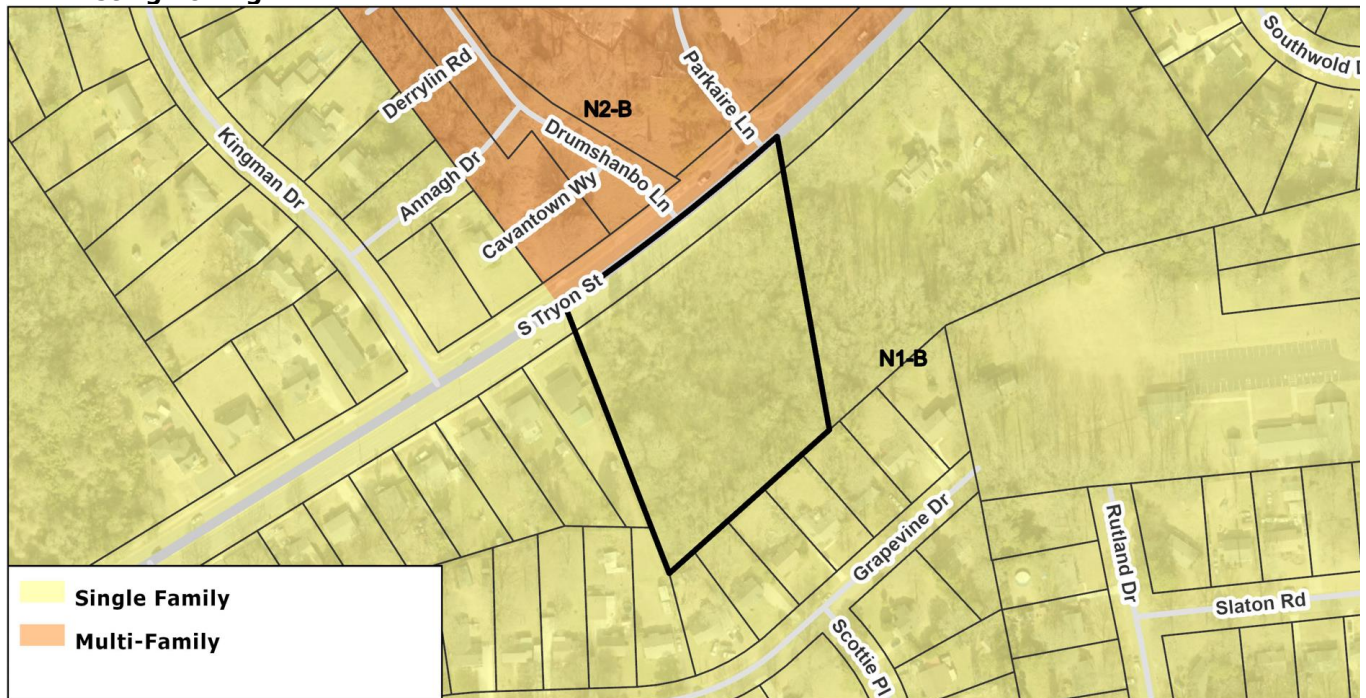 Derrylin Rd
Parkaire Ln
Southwold D
N2-B
Drumshanbo Ln
Kingman Dr
Annagh Dr
Cavantown Wy
S Tryon St
N1-B
Grapevine Dr
Rutland Dr
Slaton Rd
Scottie Pl
Single Family
Multi-Family